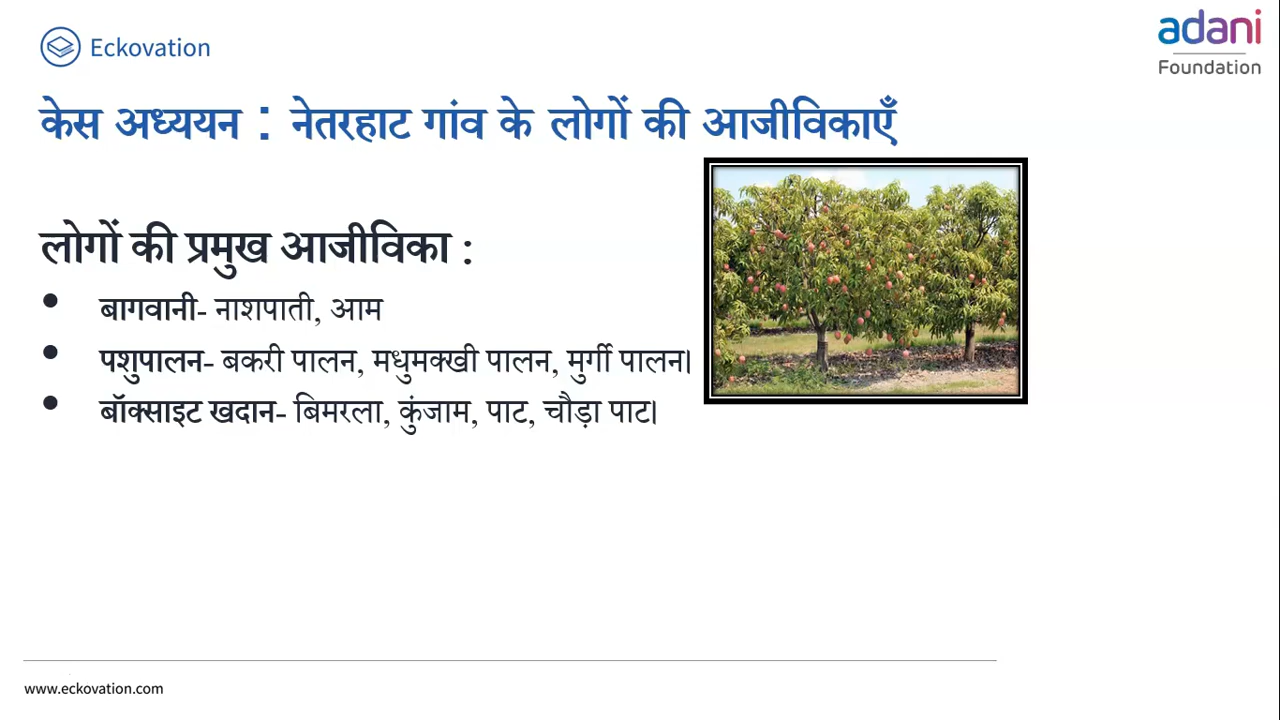 Eckovation
adani
Foundation
केस अध्ययन : नेतरहाट गांव के लोगों की आजीविकाएँ
लोगों की प्रमुख आजीविका :
• बागवानी- नाशपाती, आम
• पशुपालन- बकरी पालन, मधुमक्खी पालन, मुर्गी पालन।
• बॉक्साइट खदान- बिमरला, कुंजाम, पाट, चौड़ा पाट।
www.eckovation.com